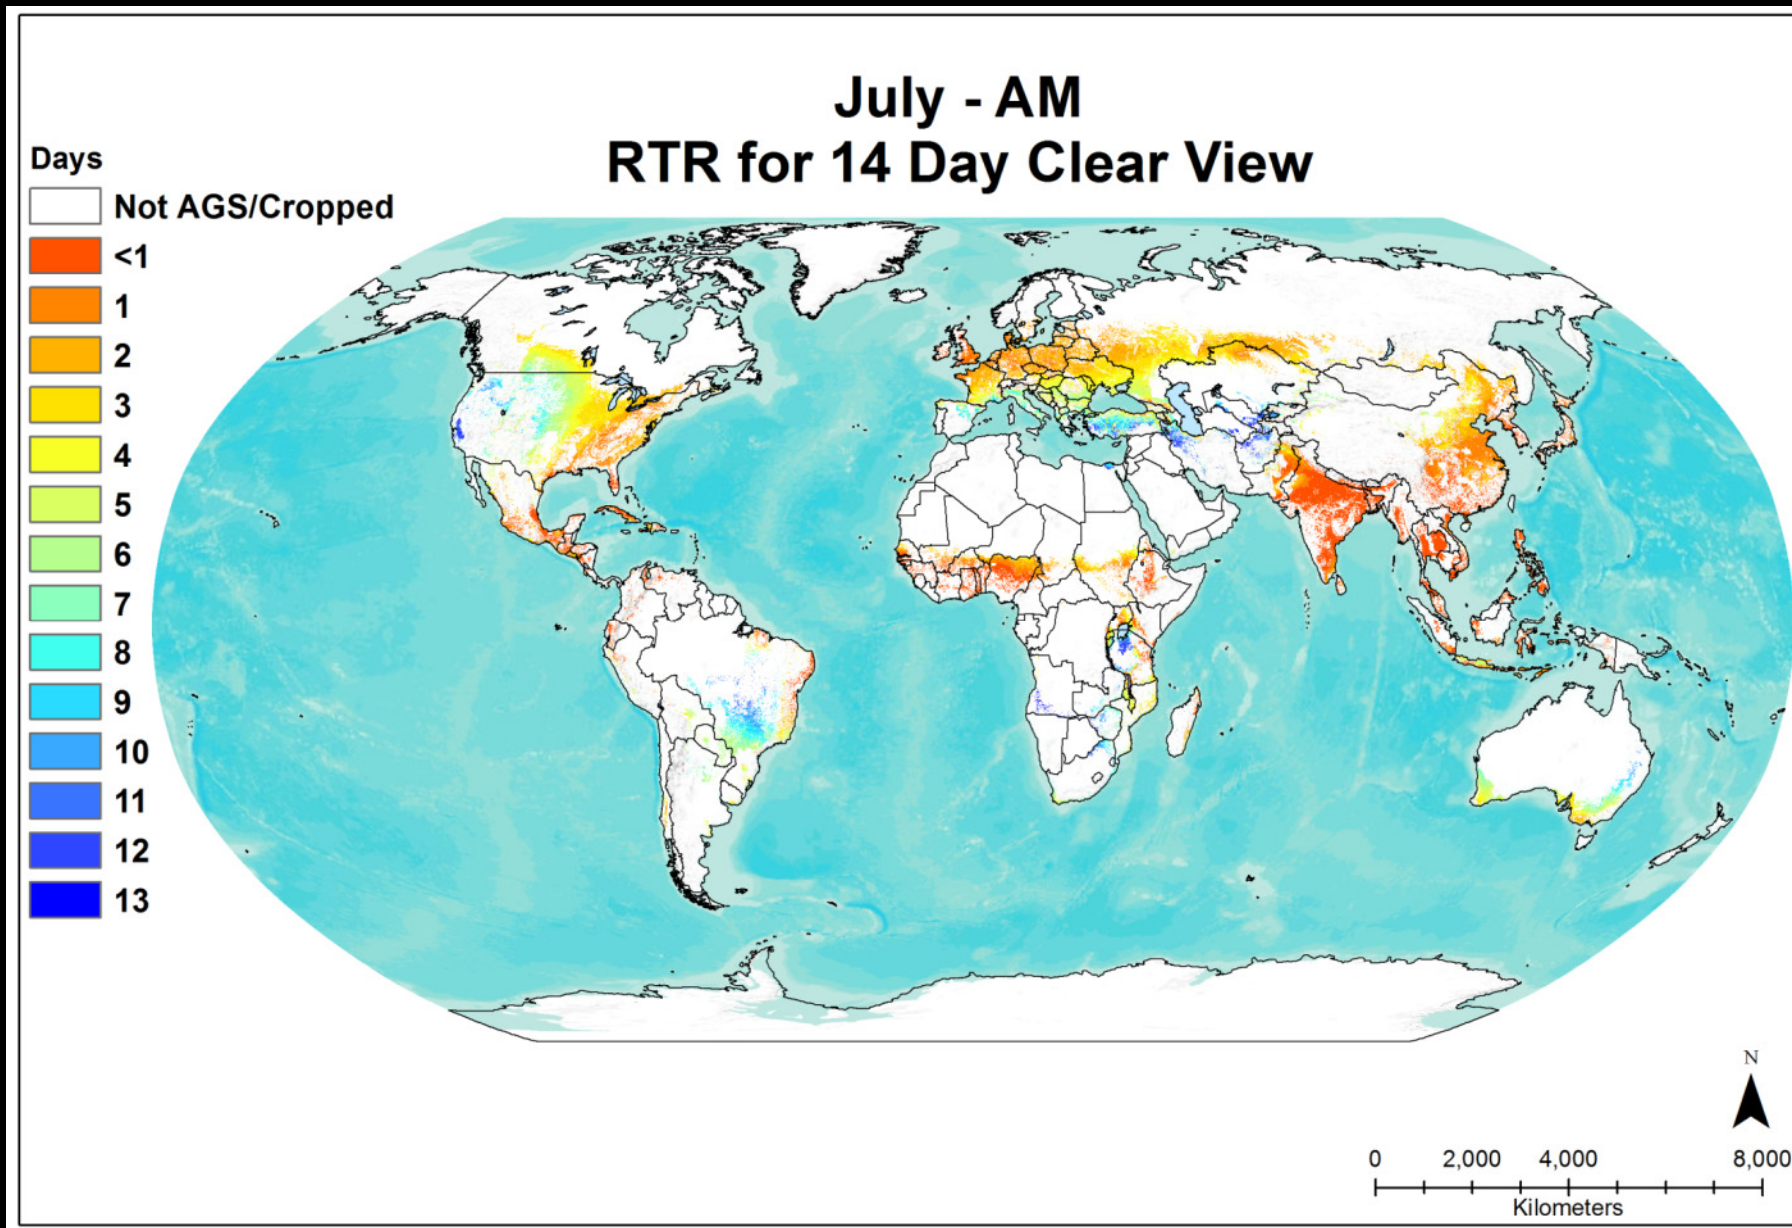 July - AM
RTR for 14 Day Clear View
Days
Not AGS/Cropped
<1
1
2
3
4
5
6
7
8
9
10
11
12
13
N
0 2,000 4,000 8,000
Kilometers